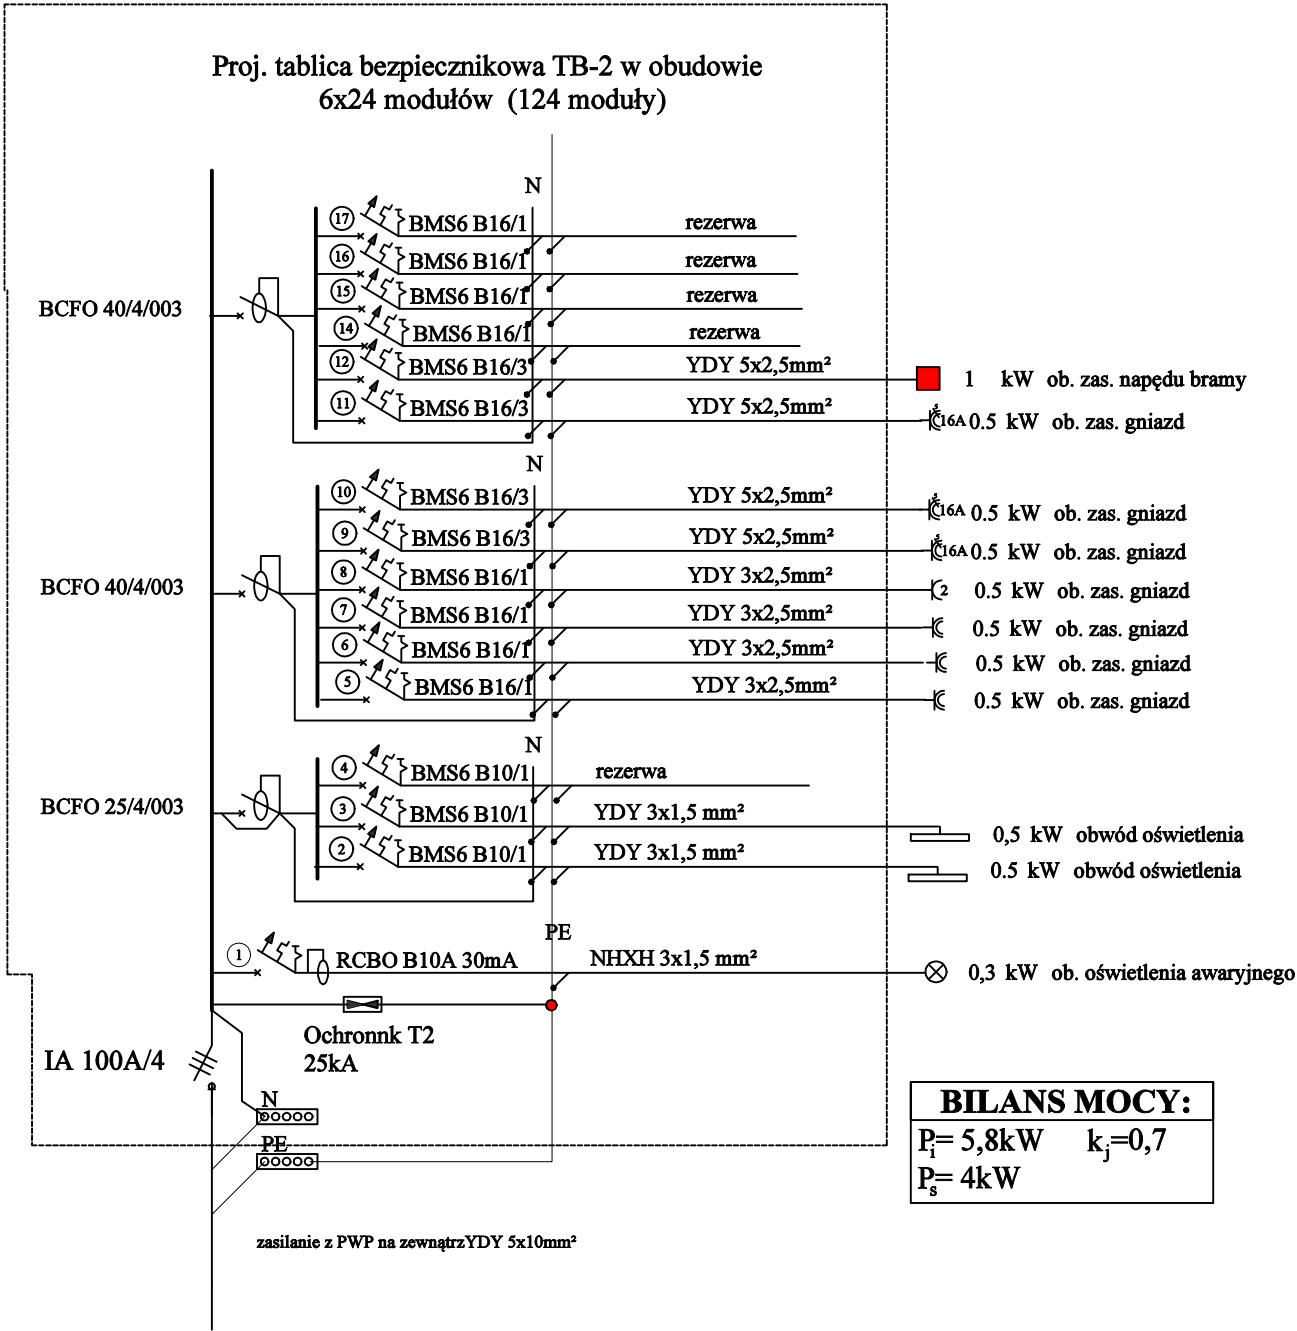 Proj. tablica bezpiecznikowa TB-2 w obudowie
6x24 modułów (124 moduły)
N
17 BMS6 B16/1 rezerwa
16 BMS6 B16/1 rezerwa
15 BMS6 B16/1 rezerwa
BCFO 40/4/003
14 BMS6 B16/1 rezerwa
12 BMS6 B16/3 YDY 5x2,5mm² 1 kW ob. zas. napędu bramy
11 BMS6 B16/3 YDY 5x2,5mm² 16A 0.5 kW ob. zas. gniazd
N
10 BMS6 B16/3 YDY 5x2,5mm² 16A 0.5 kW ob. zas. gniazd
9 BMS6 B16/3 YDY 5x2,5mm² 16A 0.5 kW ob. zas. gniazd
BCFO 40/4/003
8 BMS6 B16/1 YDY 3x2,5mm² 2 0.5 kW ob. zas. gniazd
7 BMS6 B16/1 YDY 3x2,5mm² 0.5 kW ob. zas. gniazd
6 BMS6 B16/1 YDY 3x2,5mm² 0.5 kW ob. zas. gniazd
5 BMS6 B16/1 YDY 3x2,5mm² 0.5 kW ob. zas. gniazd
N
4 BMS6 B10/1 rezerwa
BCFO 25/4/003
3 BMS6 B10/1 YDY 3x1,5 mm² 0,5 kW obwód oświetlenia
2 BMS6 B10/1 YDY 3x1,5 mm² 0.5 kW obwód oświetlenia
PE
1 RCBO B10A 30mA NHXH 3x1,5 mm² 0,3 kW ob. oświetlenia awaryjnego
Ochronnk T2
25kA
IA 100A/4
N
PE
BILANS MOCY:
Pi= 5,8kW kj=0,7
Ps= 4kW
zasilanie z PWP na zewnątrzYDY 5x10mm²